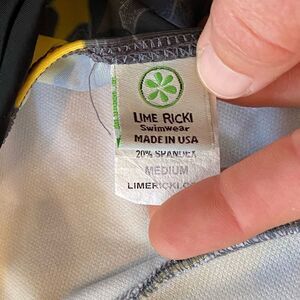 LIME RICKI
Swimwear
MADE IN USA
20% SPANDEX
MEDIUM
LIMERICKI.CO